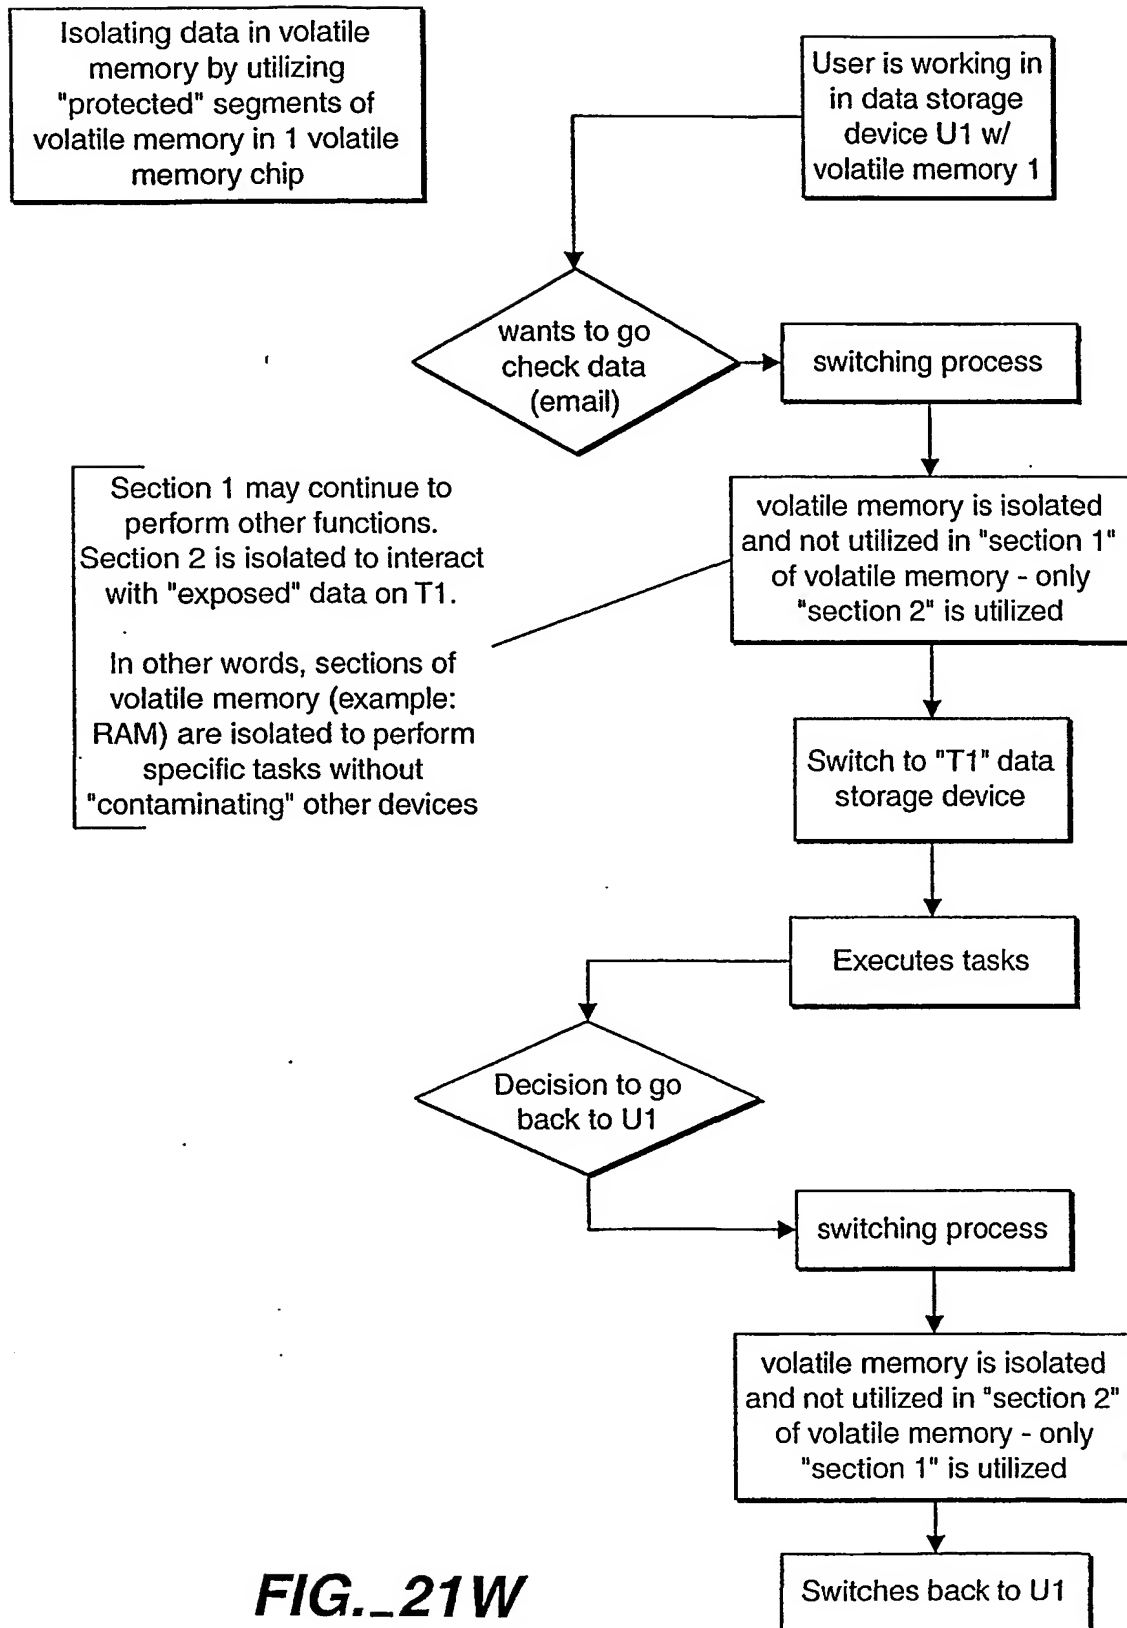 Isolating data in volatile
memory by utilizing
"protected" segments of
volatile memory in 1 volatile
memory chip
User is working in
in data storage
device U1 w/
volatile memory 1
wants to go
check data
(email)
switching process
Section 1 may continue to
perform other functions.
Section 2 is isolated to interact
with "exposed" data on T1.
In other words, sections of
volatile memory (example:
RAM) are isolated to perform
specific tasks without
"contaminating" other devices
volatile memory is isolated
and not utilized in "section 1"
of volatile memory - only
"section 2" is utilized
Switch to "T1" data
storage device
Executes tasks
Decision to go
back to U1
switching process
volatile memory is isolated
and not utilized in "section 2"
of volatile memory - only
"section 1" is utilized
Switches back to U1
FIG._21W